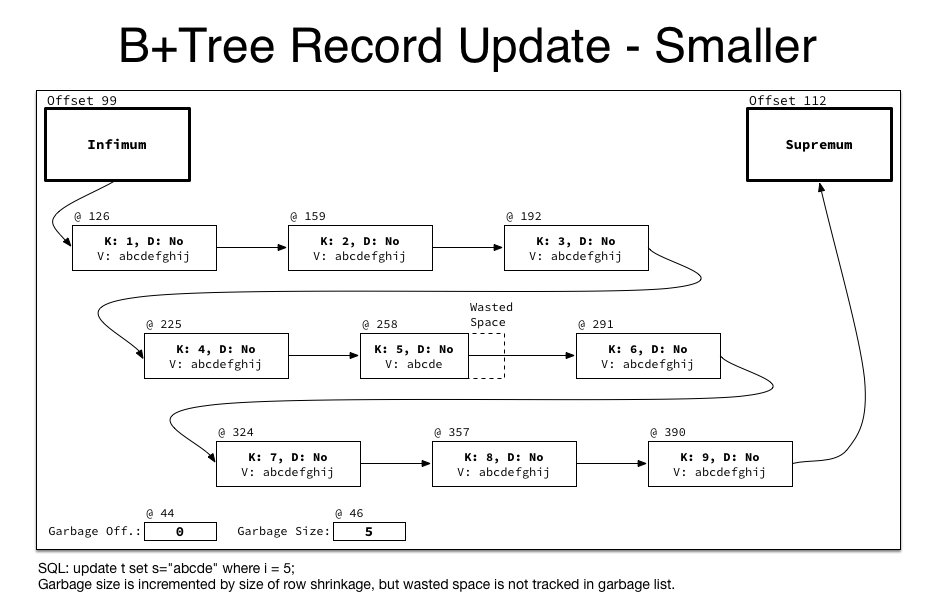 B+Tree Record Update - Smaller
Offset 99
Offset 112
Infimum
Supremum
@ 126
@ 159
@ 192
K: 1, D: No
V: abcdefghij
K: 2, D: No
V: abcdefghij
K: 3, D: No
V: abcdefghij
Wasted
Space
@ 225
@ 258
@ 291
K: 4, D: No
V: abcdefghij
K: 5, D: No
V: abcde
K: 6, D: No
V: abcdefghij
@ 324
@ 357
@ 390
K: 7, D: No
V: abcdefghij
K: 8, D: No
V: abcdefghij
K: 9, D: No
V: abcdefghij
@ 44
@ 46
Garbage Off.: 0
Garbage Size: 5
SQL: update t set s="abcde" where i = 5;
Garbage size is incremented by size of row shrinkage, but wasted space is not tracked in garbage list.